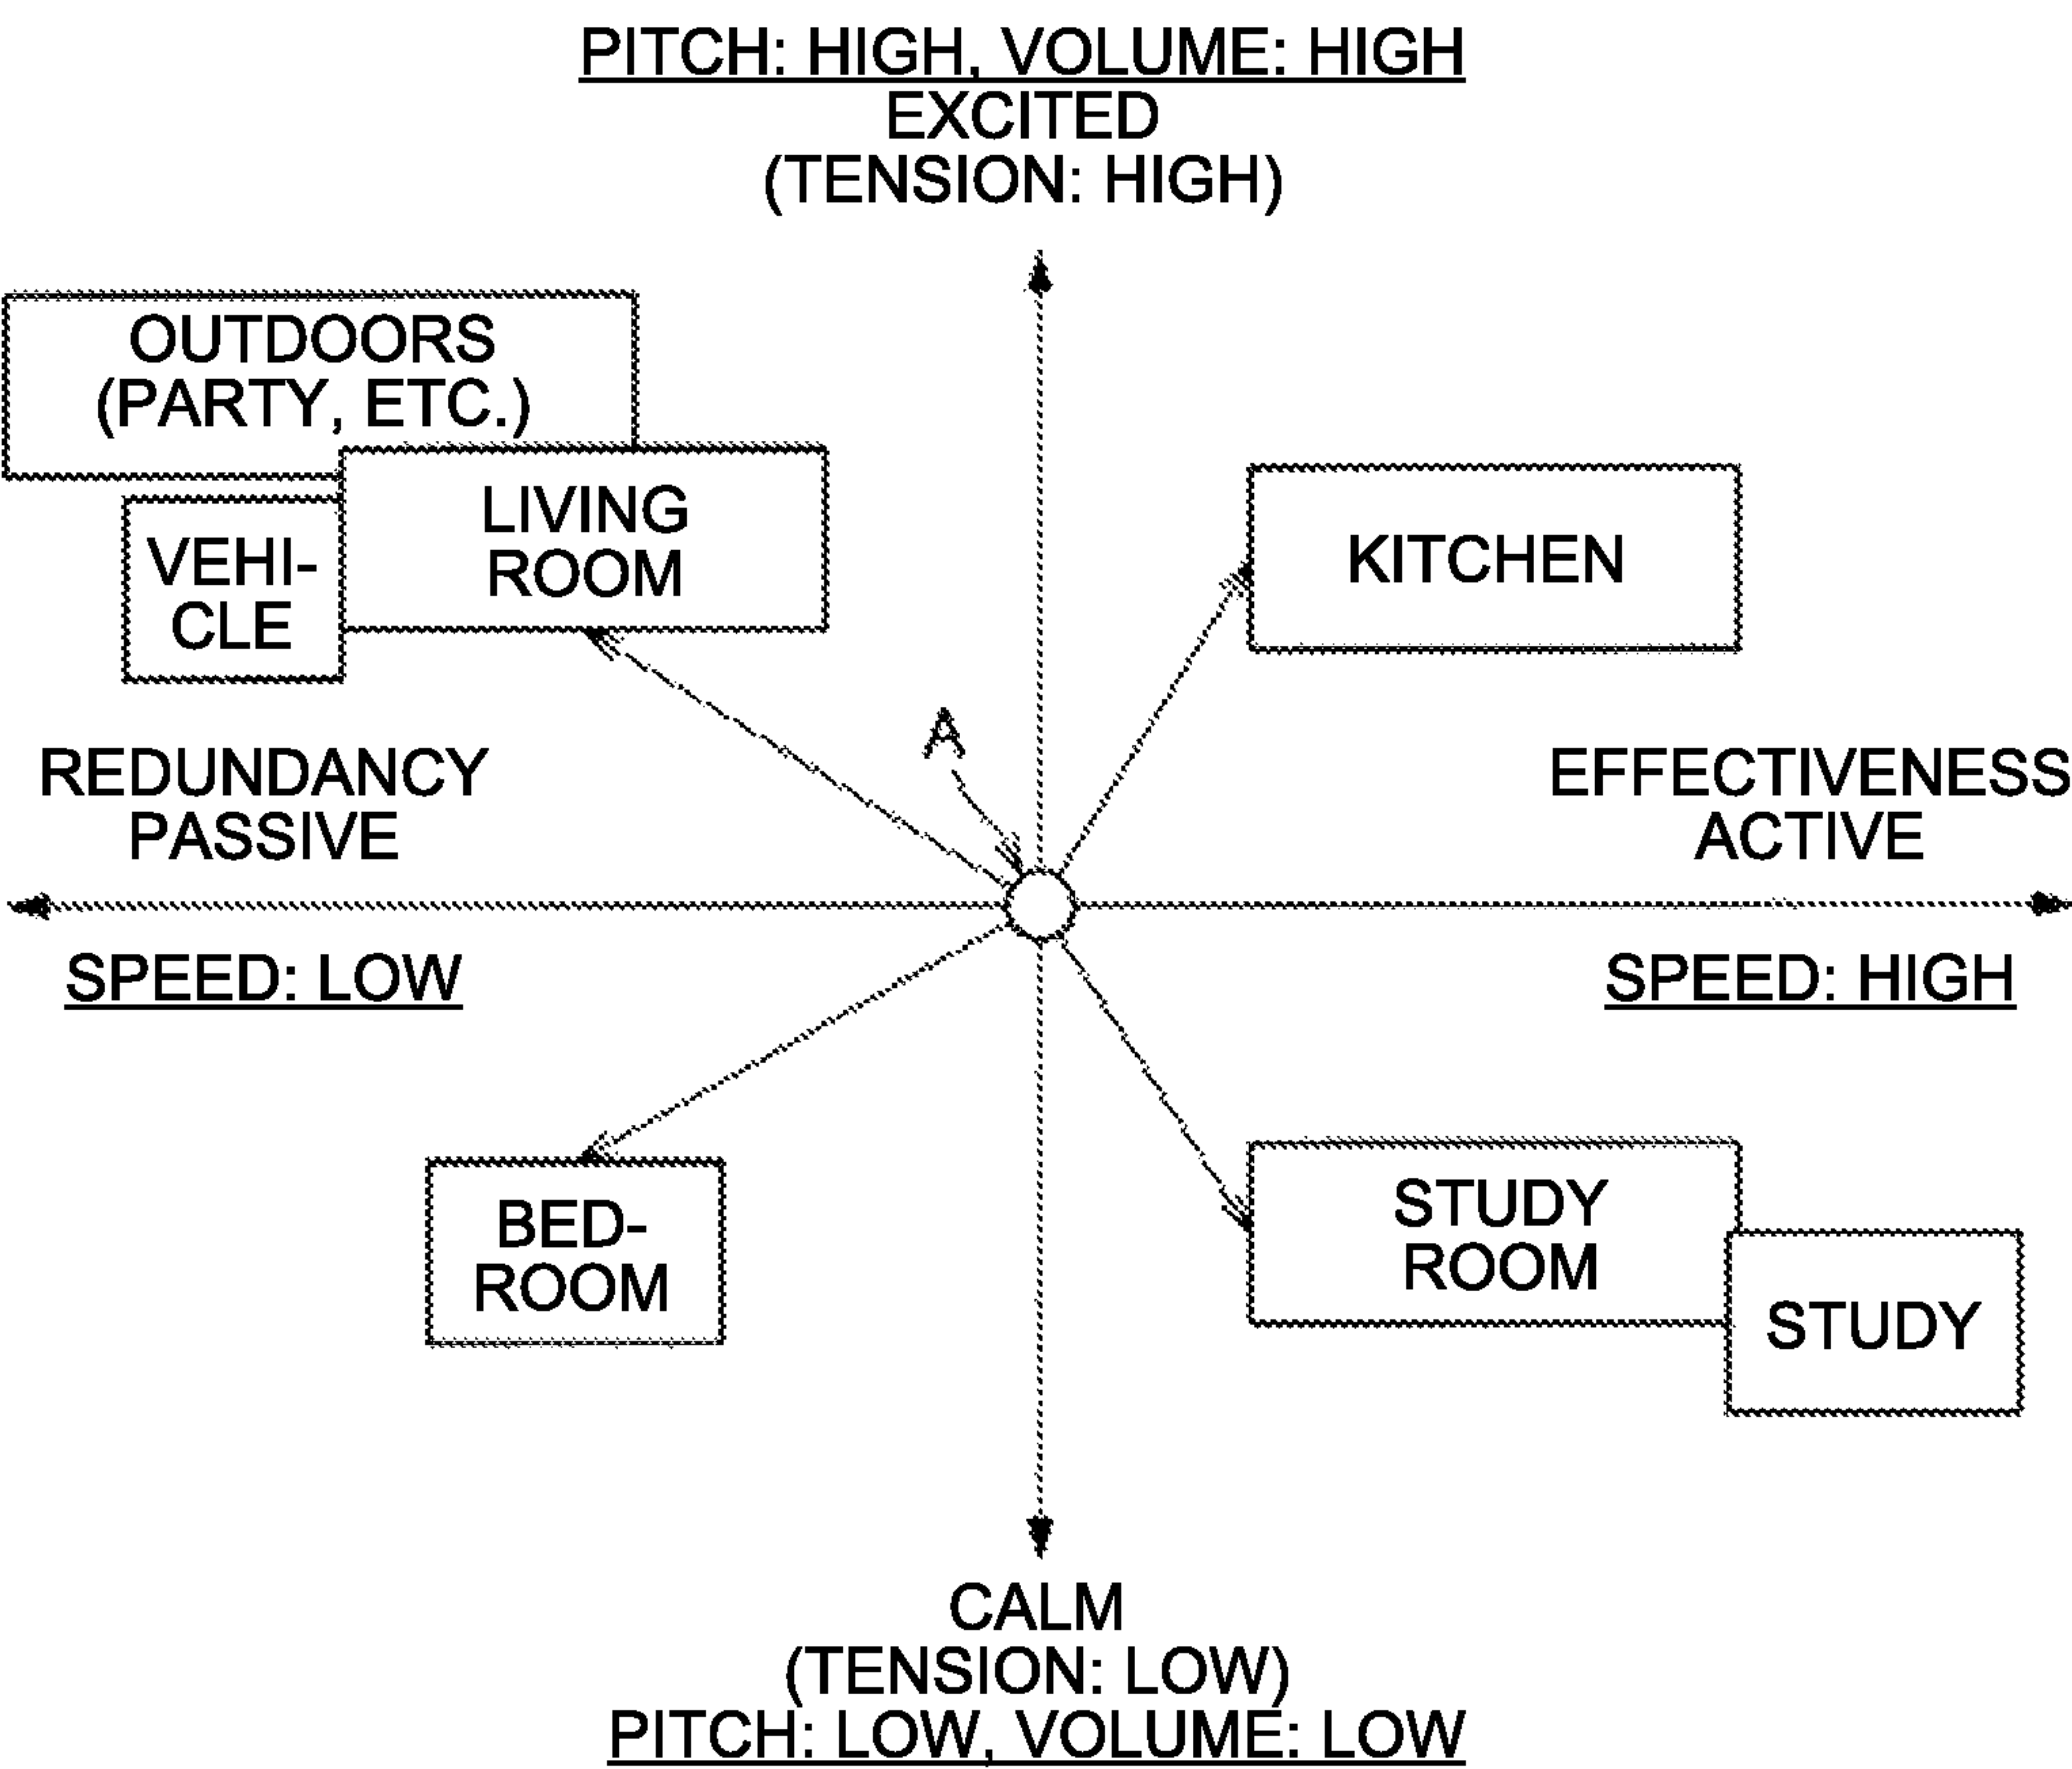 PITCH: HIGH, VOLUME: HIGH
EXCITED
(TENSION: HIGH)
OUTDOORS
(PARTY, ETC.)
LIVING
ROOM
VEHI-
CLE
KITCHEN
A
REDUNDANCY
PASSIVE
EFFECTIVENESS
ACTIVE
SPEED: LOW
SPEED: HIGH
BED-
ROOM
STUDY
ROOM
STUDY
CALM
(TENSION: LOW)
PITCH: LOW, VOLUME: LOW